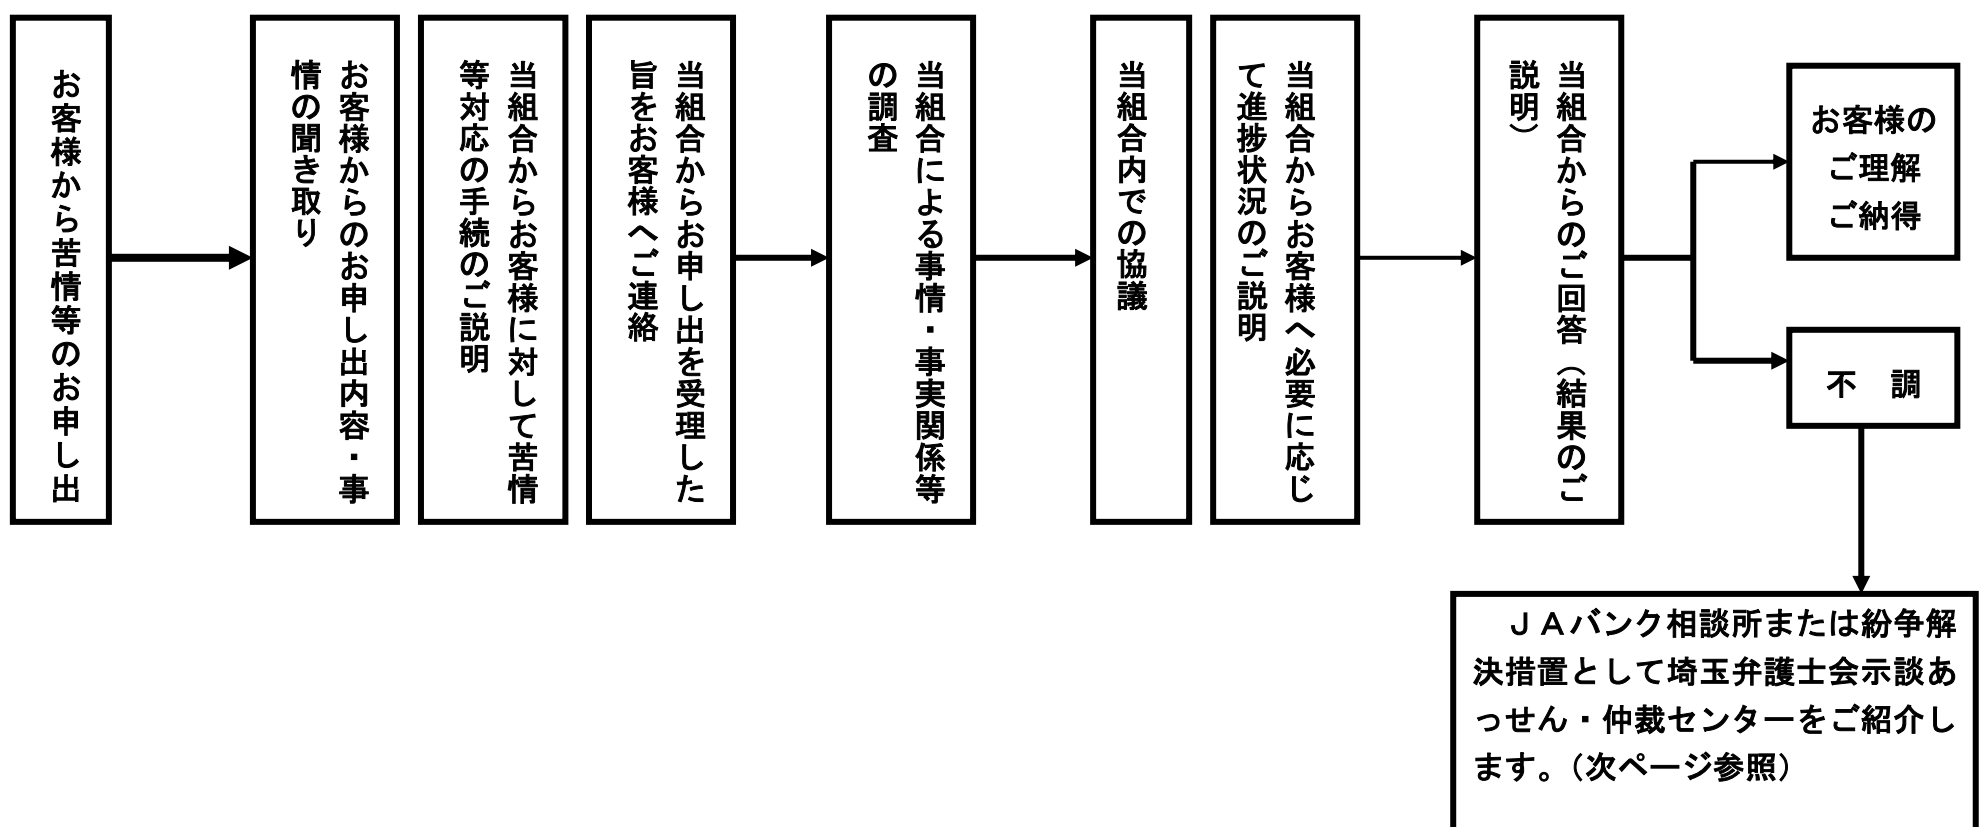 お客様から苦情等のお申し出
お客様からのお申し出内容・事
情の聞き取り
当組合からお客様に対して苦情
等対応の手続のご説明
当組合からお申し出を受理した
旨をお客様へご連絡
当組合による事情・事実関係等
の調査
当組合内での協議
当組合からお客様へ必要に応じ
て進捗状況のご説明
当組合からのご回答（結果のご
説明）
お客様の
ご理解
ご納得
不　調
ＪＡバンク相談所または紛争解
決措置として埼玉弁護士会示談あ
っせん・仲裁センターをご紹介し
ます。（次ページ参照）